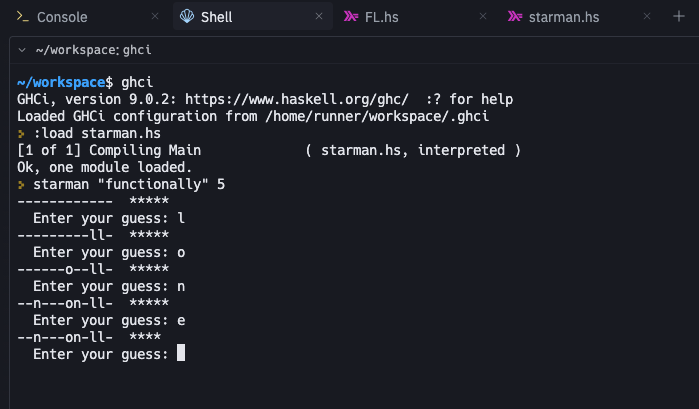 >_ Console × Shell × FL.hs × starman.hs × +
~/workspace: ghci
~/workspace$ ghci
GHCi, version 9.0.2: https://www.haskell.org/ghc/  :? for help
Loaded GHCi configuration from /home/runner/workspace/.ghci
:load starman.hs
[1 of 1] Compiling Main             ( starman.hs, interpreted )
Ok, one module loaded.
starman "functionally" 5
------------  *****
  Enter your guess: l
---------ll-  *****
  Enter your guess: o
------o--ll-  *****
  Enter your guess: n
--n---on-ll-  *****
  Enter your guess: e
--n---on-ll-  ****
  Enter your guess: